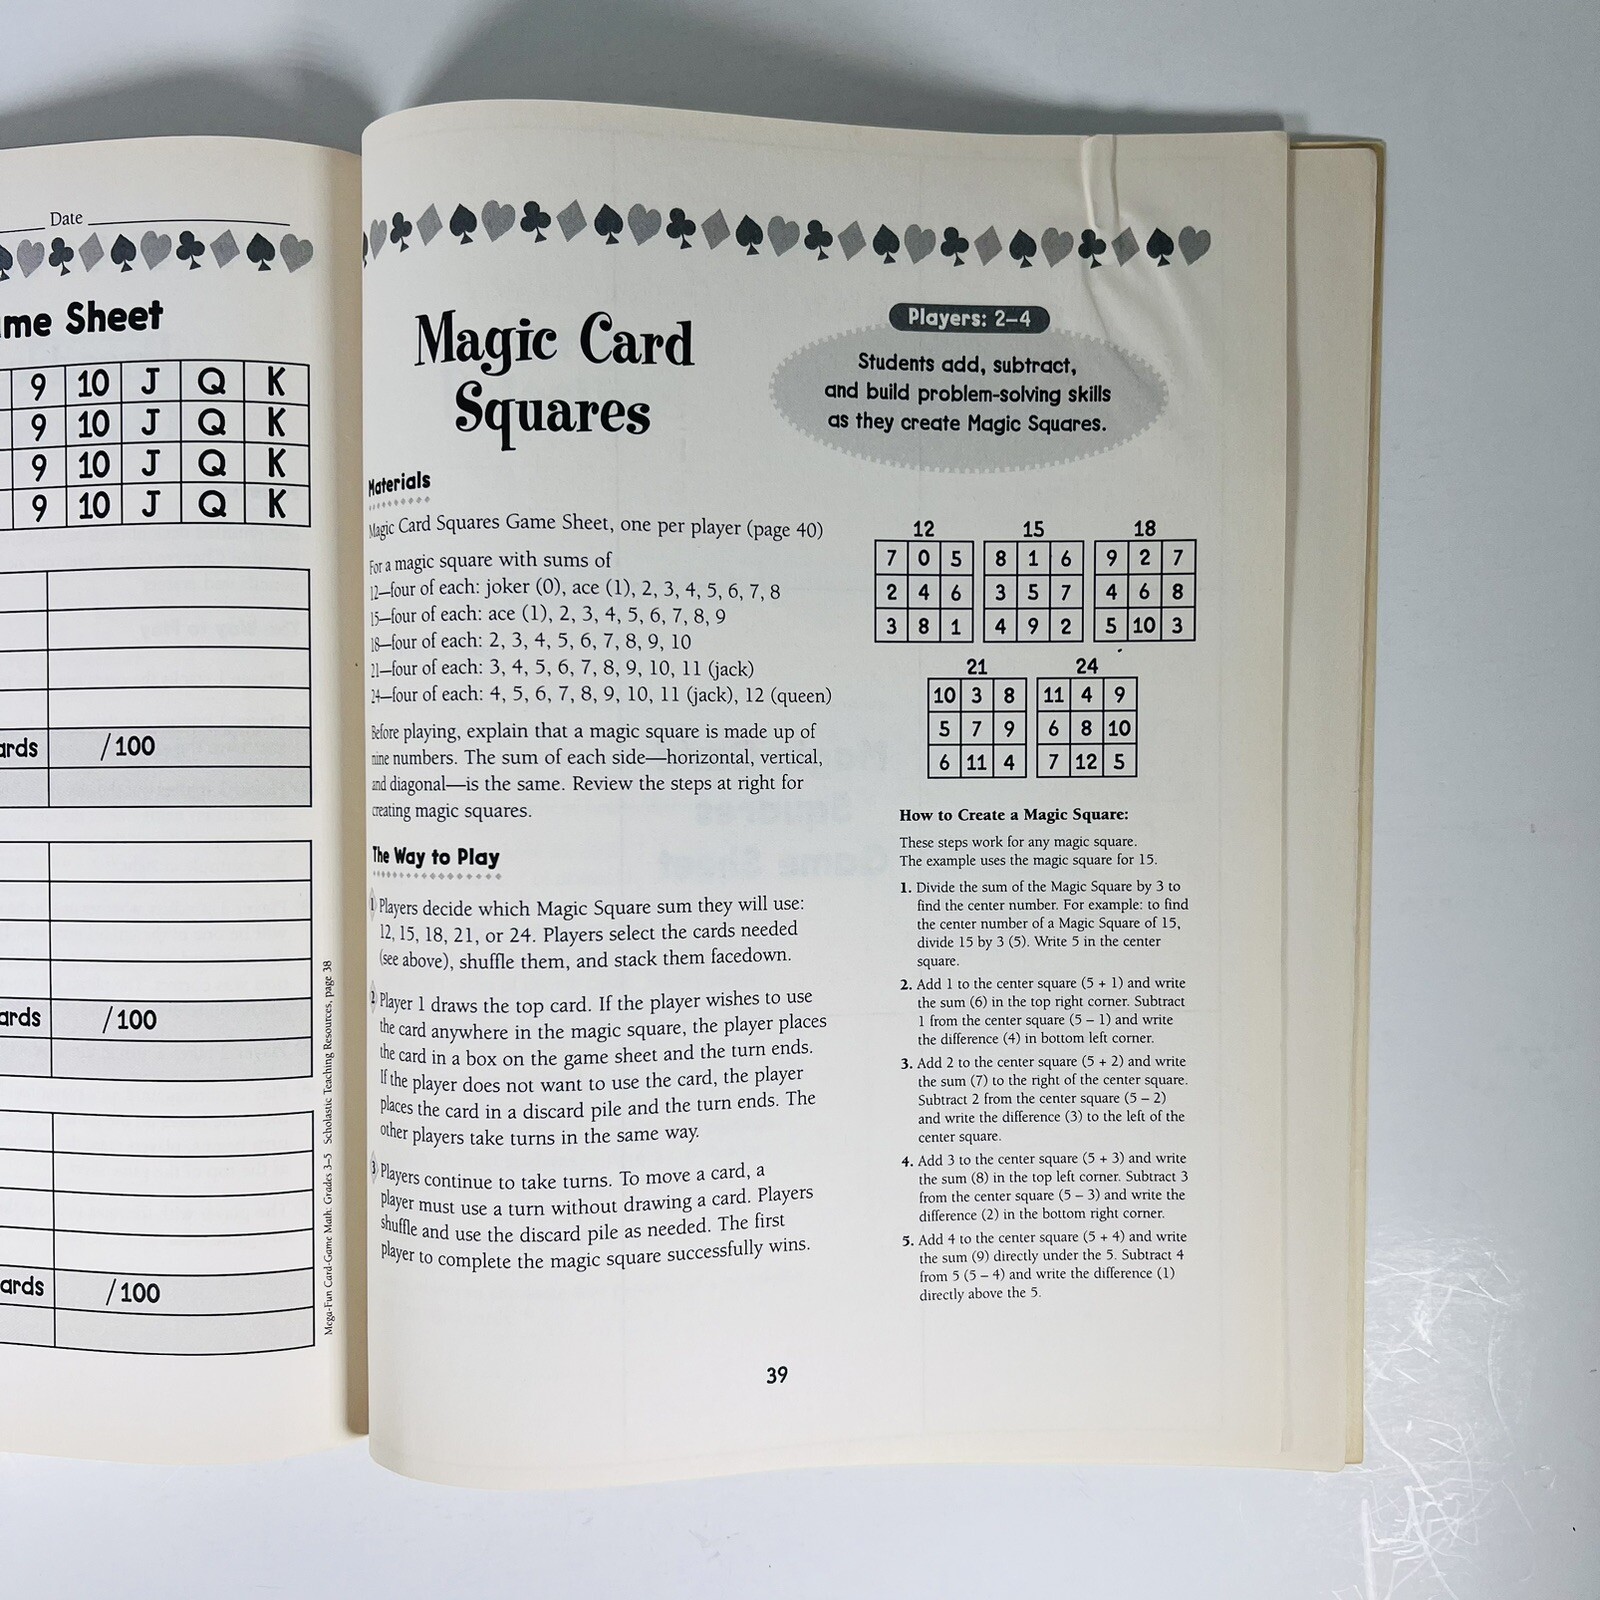 Date
me Sheet
9 10 J Q K
9 10 J Q K
9 10 J Q K
9 10 J Q K
ards /100
ards /100
ards /100
Mega-Fun Card-Game Math: Grades 3–5 Scholastic Teaching Resources, page 38
Magic Card
Squares
Players: 2–4
Students add, subtract,
and build problem-solving skills
as they create Magic Squares.
Materials
Magic Card Squares Game Sheet, one per player (page 40)
For a magic square with sums of
12—four of each: joker (0), ace (1), 2, 3, 4, 5, 6, 7, 8
15—four of each: ace (1), 2, 3, 4, 5, 6, 7, 8, 9
18—four of each: 2, 3, 4, 5, 6, 7, 8, 9, 10
21—four of each: 3, 4, 5, 6, 7, 8, 9, 10, 11 (jack)
24—four of each: 4, 5, 6, 7, 8, 9, 10, 11 (jack), 12 (queen)
Before playing, explain that a magic square is made up of
nine numbers. The sum of each side—horizontal, vertical,
and diagonal—is the same. Review the steps at right for
creating magic squares.
The Way to Play
1 Players decide which Magic Square sum they will use:
12, 15, 18, 21, or 24. Players select the cards needed
(see above), shuffle them, and stack them facedown.
2 Player 1 draws the top card. If the player wishes to use
the card anywhere in the magic square, the player places
the card in a box on the game sheet and the turn ends.
If the player does not want to use the card, the player
places the card in a discard pile and the turn ends. The
other players take turns in the same way.
3 Players continue to take turns. To move a card, a
player must use a turn without drawing a card. Players
shuffle and use the discard pile as needed. The first
player to complete the magic square successfully wins.
12 15 18
7 0 5 8 1 6 9 2 7
2 4 6 3 5 7 4 6 8
3 8 1 4 9 2 5 10 3
21 24
10 3 8 11 4 9
5 7 9 6 8 10
6 11 4 7 12 5
How to Create a Magic Square:
These steps work for any magic square.
The example uses the magic square for 15.
1. Divide the sum of the Magic Square by 3 to
find the center number. For example: to find
the center number of a Magic Square of 15,
divide 15 by 3 (5). Write 5 in the center
square.
2. Add 1 to the center square (5 + 1) and write
the sum (6) in the top right corner. Subtract
1 from the center square (5 – 1) and write
the difference (4) in bottom left corner.
3. Add 2 to the center square (5 + 2) and write
the sum (7) to the right of the center square.
Subtract 2 from the center square (5 – 2)
and write the difference (3) to the left of the
center square.
4. Add 3 to the center square (5 + 3) and write
the sum (8) in the top left corner. Subtract 3
from the center square (5 – 3) and write the
difference (2) in the bottom right corner.
5. Add 4 to the center square (5 + 4) and write
the sum (9) directly under the 5. Subtract 4
from 5 (5 – 4) and write the difference (1)
directly above the 5.
39